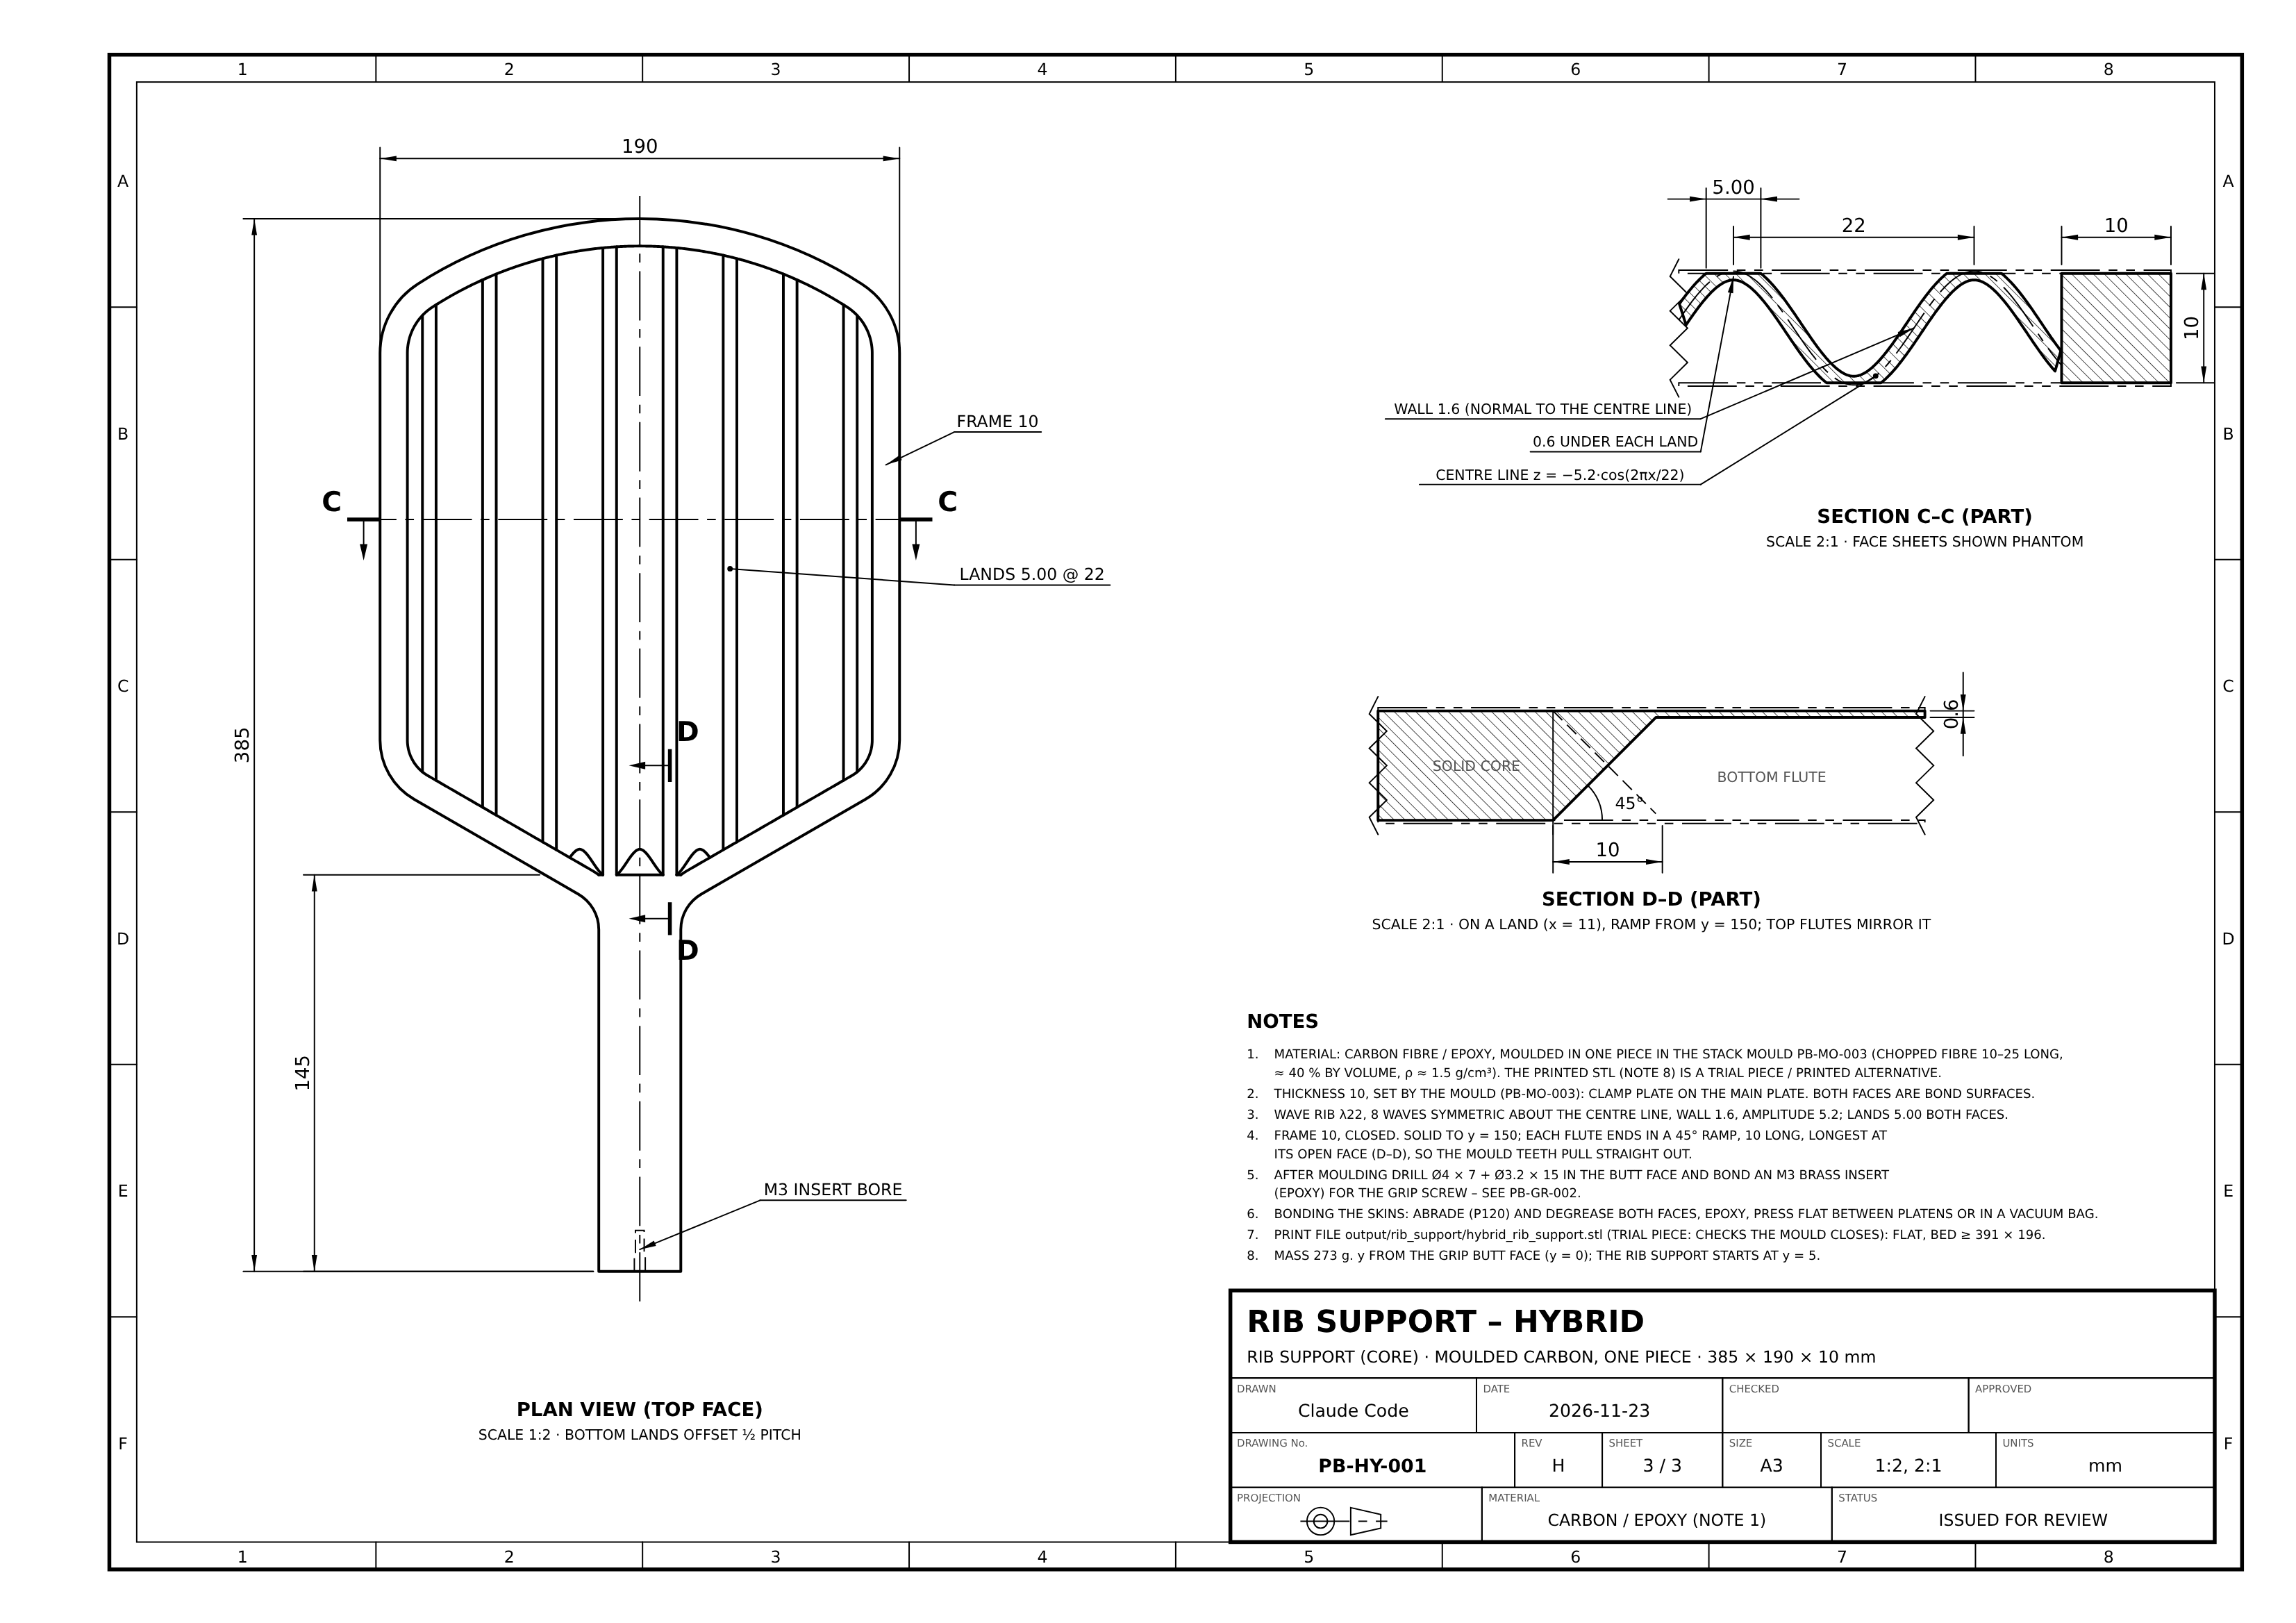 1 2 3 4 5 6 7 8
A
B
C
D
E
F
A
B
C
D
E
F
190
385
145
C
C
D
D
FRAME 10
LANDS 5.00 @ 22
M3 INSERT BORE
PLAN VIEW (TOP FACE)
SCALE 1:2 · BOTTOM LANDS OFFSET ½ PITCH
5.00
22
10
10
WALL 1.6 (NORMAL TO THE CENTRE LINE)
0.6 UNDER EACH LAND
CENTRE LINE z = −5.2·cos(2πx/22)
SECTION C–C (PART)
SCALE 2:1 · FACE SHEETS SHOWN PHANTOM
0.6
SOLID CORE
BOTTOM FLUTE
45°
10
SECTION D–D (PART)
SCALE 2:1 · ON A LAND (x = 11), RAMP FROM y = 150; TOP FLUTES MIRROR IT
NOTES
1. MATERIAL: CARBON FIBRE / EPOXY, MOULDED IN ONE PIECE IN THE STACK MOULD PB-MO-003 (CHOPPED FIBRE 10–25 LONG,
≈ 40 % BY VOLUME, ρ ≈ 1.5 g/cm³). THE PRINTED STL (NOTE 8) IS A TRIAL PIECE / PRINTED ALTERNATIVE.
2. THICKNESS 10, SET BY THE MOULD (PB-MO-003): CLAMP PLATE ON THE MAIN PLATE. BOTH FACES ARE BOND SURFACES.
3. WAVE RIB λ22, 8 WAVES SYMMETRIC ABOUT THE CENTRE LINE, WALL 1.6, AMPLITUDE 5.2; LANDS 5.00 BOTH FACES.
4. FRAME 10, CLOSED. SOLID TO y = 150; EACH FLUTE ENDS IN A 45° RAMP, 10 LONG, LONGEST AT
ITS OPEN FACE (D–D), SO THE MOULD TEETH PULL STRAIGHT OUT.
5. AFTER MOULDING DRILL Ø4 × 7 + Ø3.2 × 15 IN THE BUTT FACE AND BOND AN M3 BRASS INSERT
(EPOXY) FOR THE GRIP SCREW – SEE PB-GR-002.
6. BONDING THE SKINS: ABRADE (P120) AND DEGREASE BOTH FACES, EPOXY, PRESS FLAT BETWEEN PLATENS OR IN A VACUUM BAG.
7. PRINT FILE output/rib_support/hybrid_rib_support.stl (TRIAL PIECE: CHECKS THE MOULD CLOSES): FLAT, BED ≥ 391 × 196.
8. MASS 273 g. y FROM THE GRIP BUTT FACE (y = 0); THE RIB SUPPORT STARTS AT y = 5.
RIB SUPPORT – HYBRID
RIB SUPPORT (CORE) · MOULDED CARBON, ONE PIECE · 385 × 190 × 10 mm
DRAWN DATE CHECKED APPROVED
Claude Code 2026-11-23
DRAWING No. REV SHEET SIZE SCALE UNITS
PB-HY-001 H 3 / 3 A3 1:2, 2:1 mm
PROJECTION MATERIAL STATUS
CARBON / EPOXY (NOTE 1) ISSUED FOR REVIEW
1 2 3 4 5 6 7 8